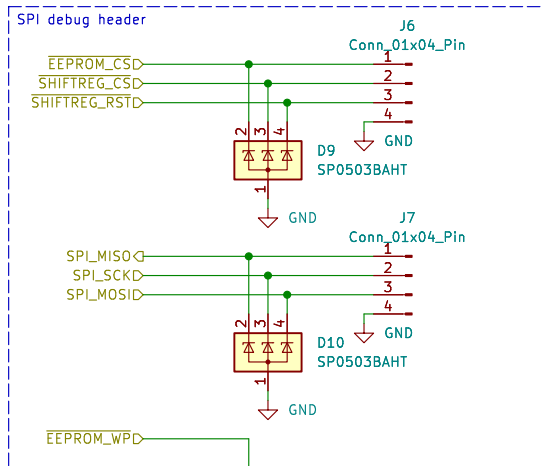 SPI debug header
J6
Conn_01x04_Pin
EEPROM_CS
1
SHIFTREG_CS
2
SHIFTREG_RST
3
4
GND
2 3 4
D9
SP0503BAHT
1
GND
J7
Conn_01x04_Pin
SPI_MISO
1
SPI_SCK
2
SPI_MOSI
3
4
GND
2 3 4
D10
SP0503BAHT
1
GND
EEPROM_WP